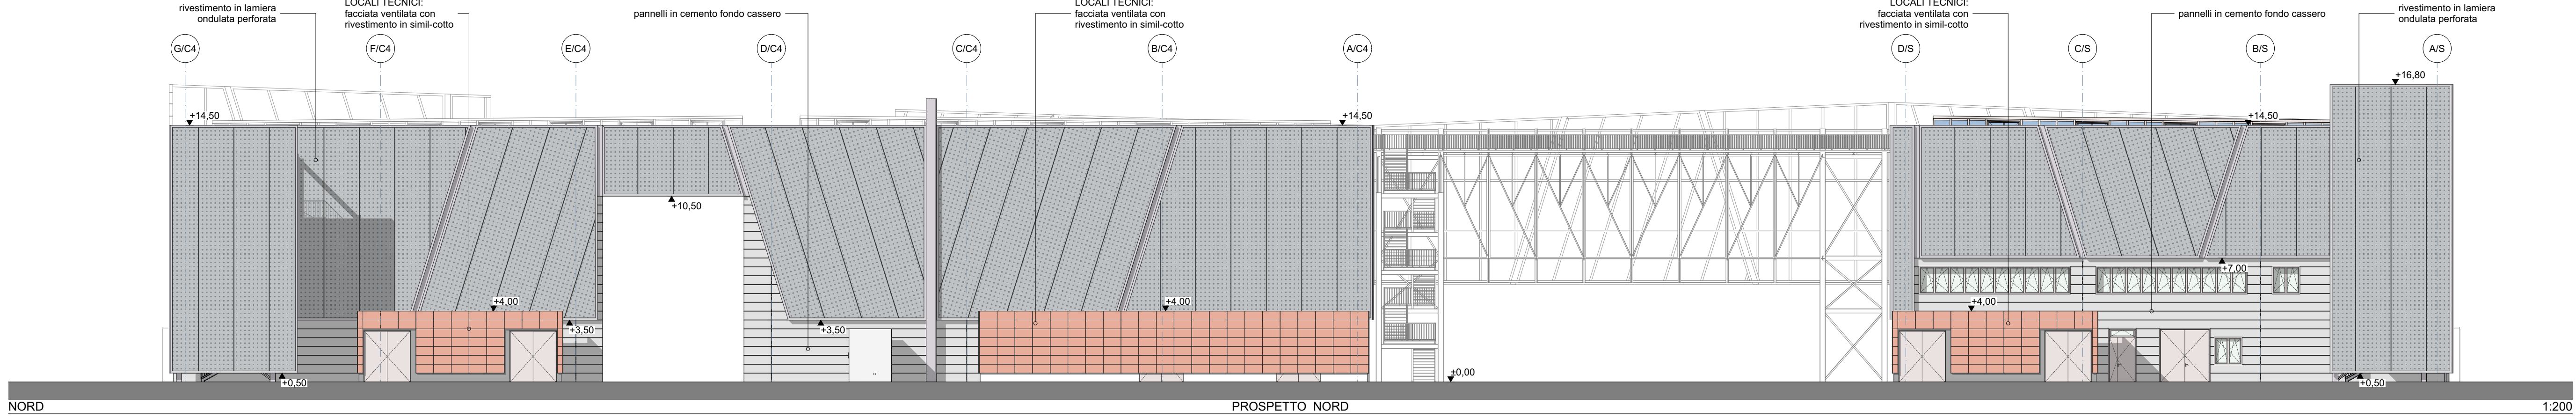 rivestimento in lamiera
ondulata perforata
LOCALI TECNICI:
facciata ventilata con
rivestimento in simil-cotto
pannelli in cemento fondo cassero
LOCALI TECNICI:
facciata ventilata con
rivestimento in simil-cotto
LOCALI TECNICI:
facciata ventilata con
rivestimento in simil-cotto
pannelli in cemento fondo cassero
rivestimento in lamiera
ondulata perforata
G/C4 F/C4 E/C4 D/C4 C/C4 B/C4 A/C4 D/S C/S B/S A/S
+16,80
+14,50 +14,50 +14,50
+10,50
+7,00
+4,00 +4,00 +4,00
+3,50 +3,50
±0,00
+0,50 +0,50
NORD PROSPETTO NORD 1:200